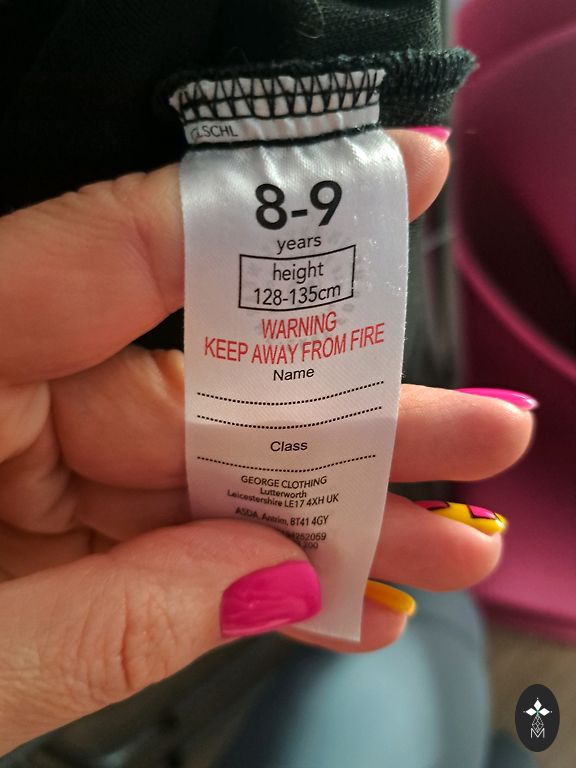 LSCHL
8-9
years
height
128-135cm
WARNING
KEEP AWAY FROM FIRE
Name
Class
GEORGE CLOTHING
Lutterworth
Leicestershire LE17 4XH UK
ASDA, Antrim, BT41 4GY